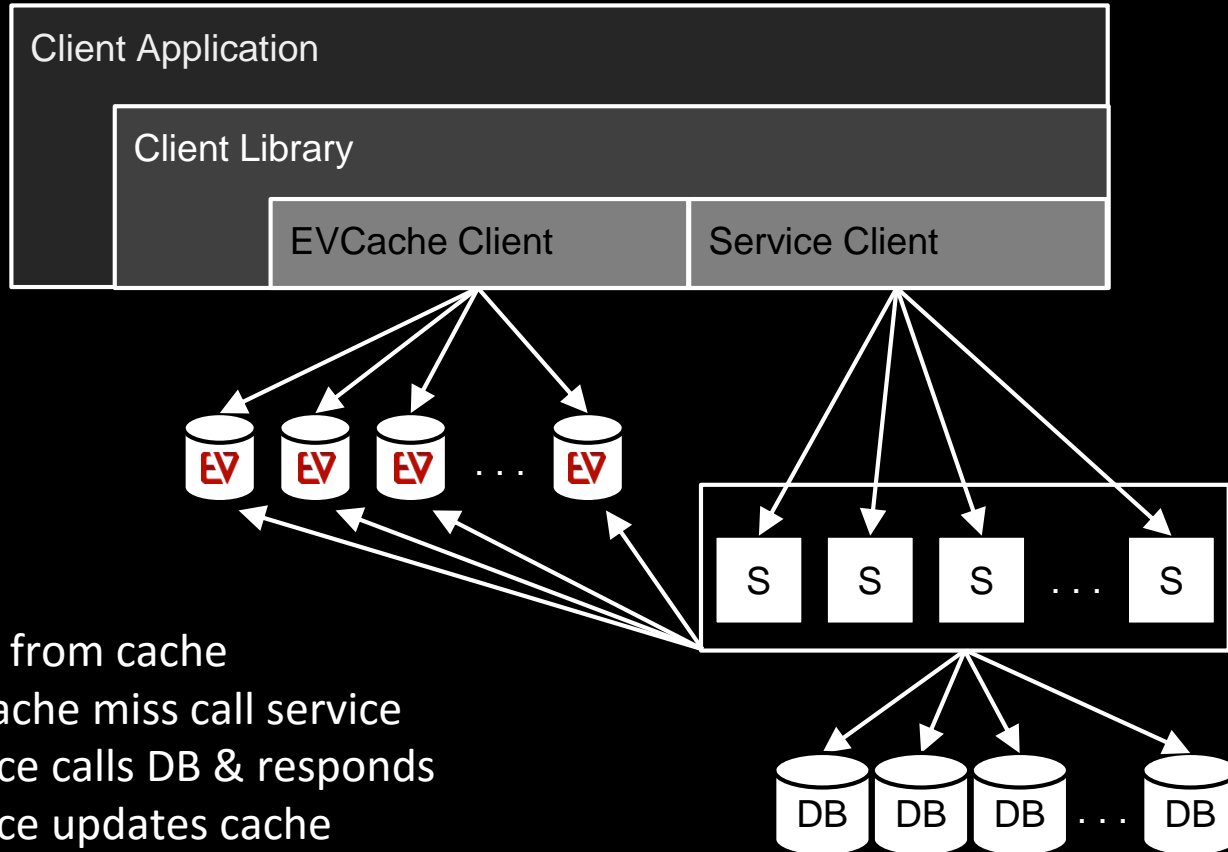 Client Application
Client Library
EVCache Client
Service Client
EV EV EV . . . EV
S S S . . . S
from cache
ache miss call service
ce calls DB & responds
ce updates cache
DB DB DB . . . DB